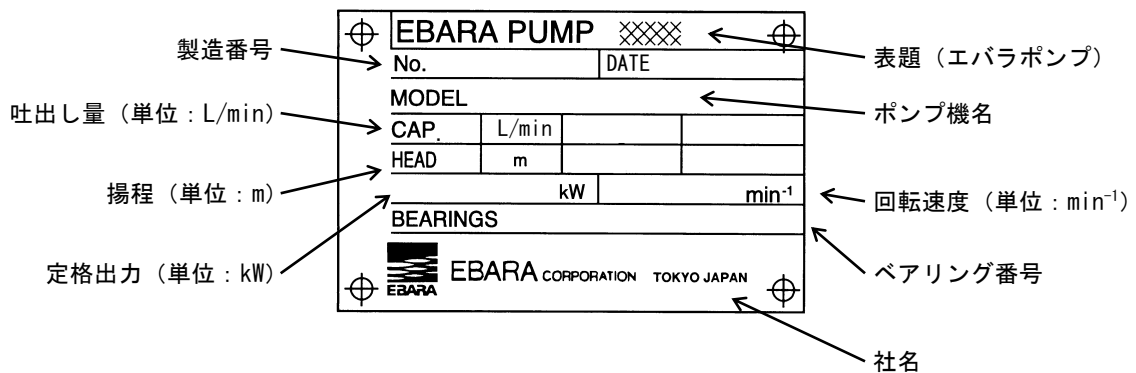 EBARA PUMP XXXX
製造番号
表題（エバラポンプ）
No.
DATE
MODEL
ポンプ機名
吐出し量（単位：L/min）
CAP.
L/min
HEAD
m
揚程（単位：m）
kW
min⁻¹
回転速度（単位：min⁻¹）
BEARINGS
定格出力（単位：kW）
ベアリング番号
EBARA
EBARA CORPORATION TOKYO JAPAN
社名